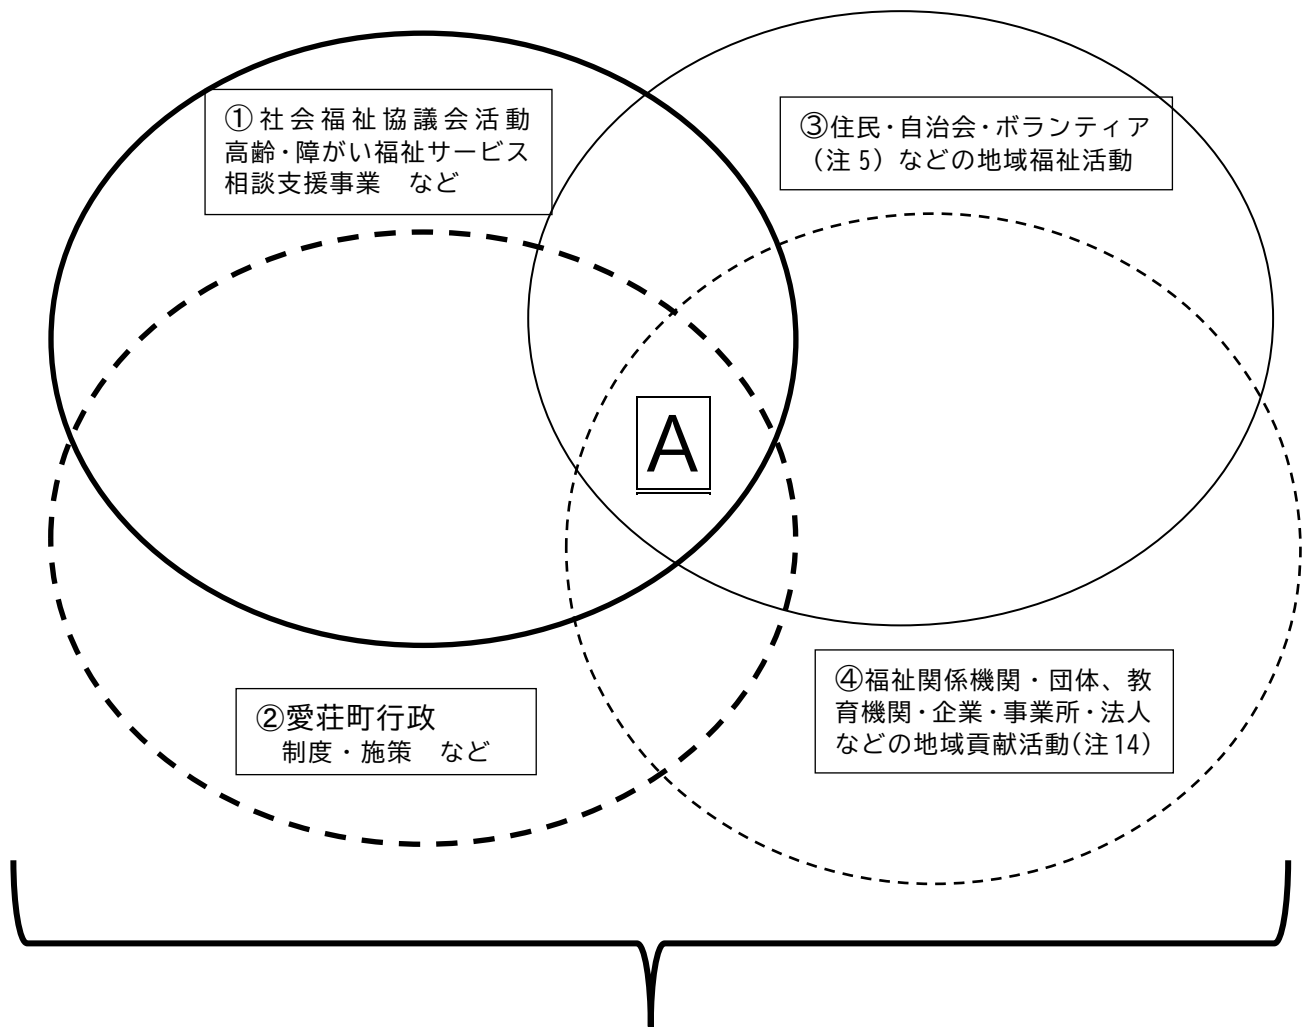 ①社会福祉協議会活動
高齢・障がい福祉サービス
相談支援事業　など
③住民・自治会・ボランティア
（注5）などの地域福祉活動
A
②愛荘町行政
制度・施策　など
④福祉関係機関・団体、教
育機関・企業・事業所・法人
などの地域貢献活動(注14)